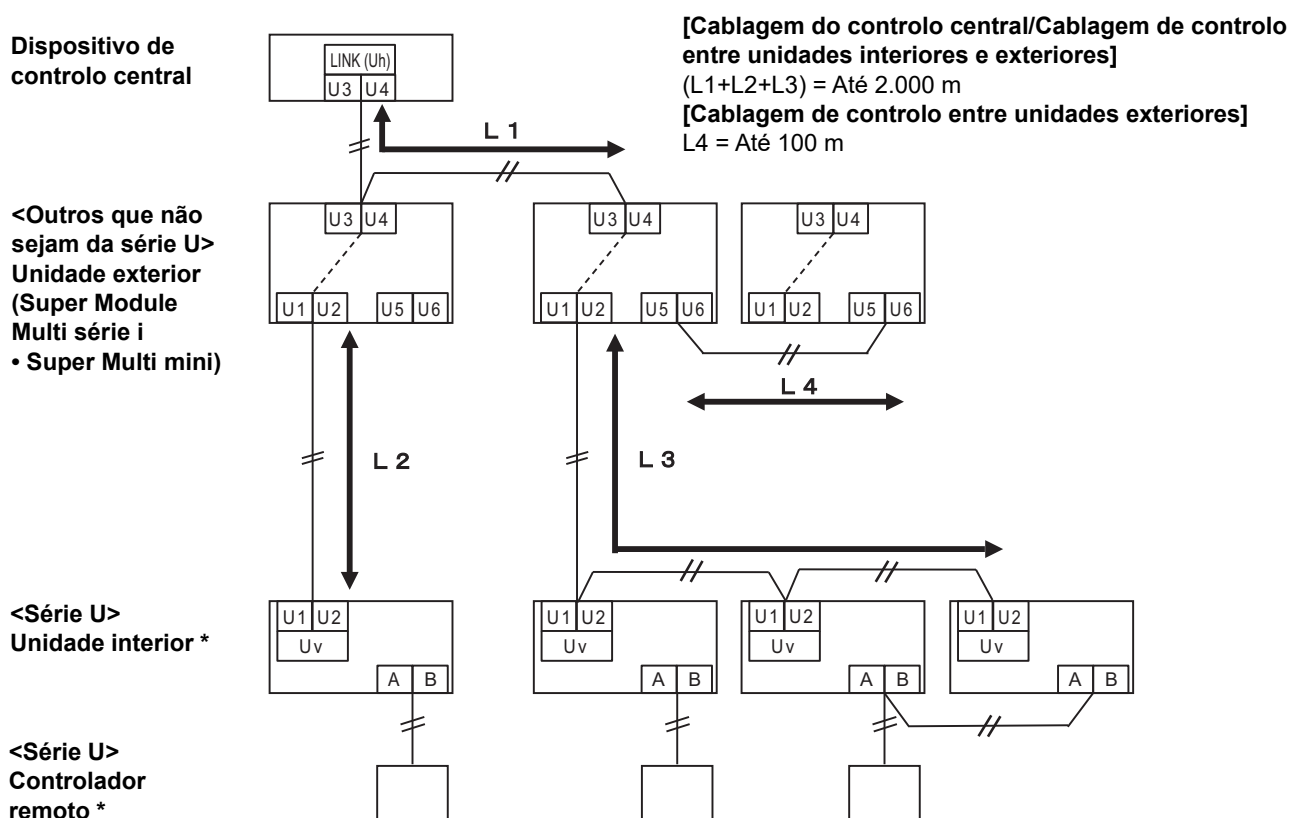 Dispositivo de
controlo central
LINK (Uh)
U3 U4
[Cablagem do controlo central/Cablagem de controlo
entre unidades interiores e exteriores]
(L1+L2+L3) = Até 2.000 m
[Cablagem de controlo entre unidades exteriores]
L4 = Até 100 m
L 1
<Outros que não
sejam da série U>
Unidade exterior
(Super Module
Multi série i
• Super Multi mini)
U3 U4
U3 U4
U3 U4
U1 U2 U5 U6
U1 U2 U5 U6
U1 U2 U5 U6
L 4
L 2
L 3
<Série U>
Unidade interior *
U1 U2
Uv
A B
U1 U2
Uv
A B
U1 U2
Uv
A B
U1 U2
Uv
A B
<Série U>
Controlador
remoto *